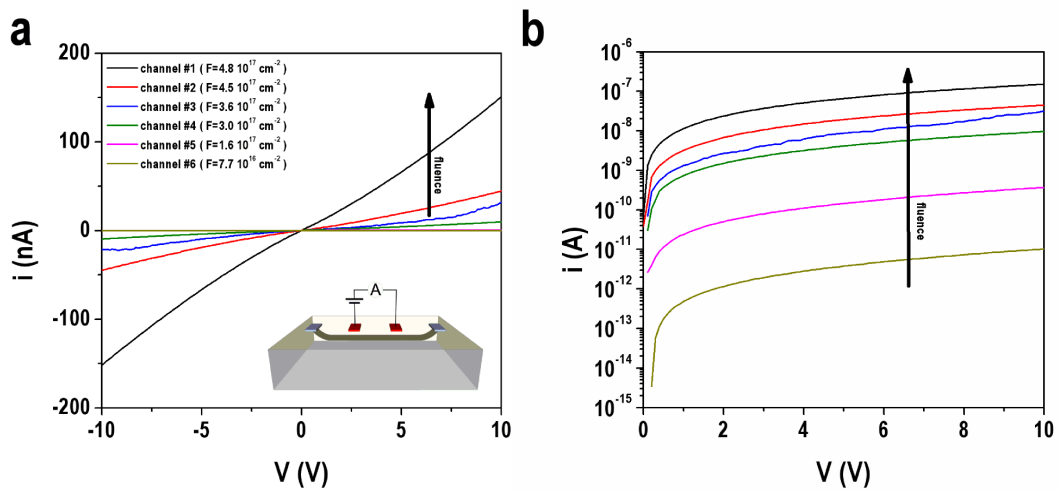 a
200
100
0
-100
-200
-10
-5
0
5
10
i (nA)
V (V)
channel #1 ( F=4.8 10^17 cm^-2 )
channel #2 ( F=4.5 10^17 cm^-2 )
channel #3 ( F=3.6 10^17 cm^-2 )
channel #4 ( F=3.0 10^17 cm^-2 )
channel #5 ( F=1.6 10^17 cm^-2 )
channel #6 ( F=7.7 10^16 cm^-2 )
fluence
A
b
10^-6
10^-7
10^-8
10^-9
10^-10
10^-11
10^-12
10^-13
10^-14
10^-15
0
2
4
6
8
10
i (A)
V (V)
fluence